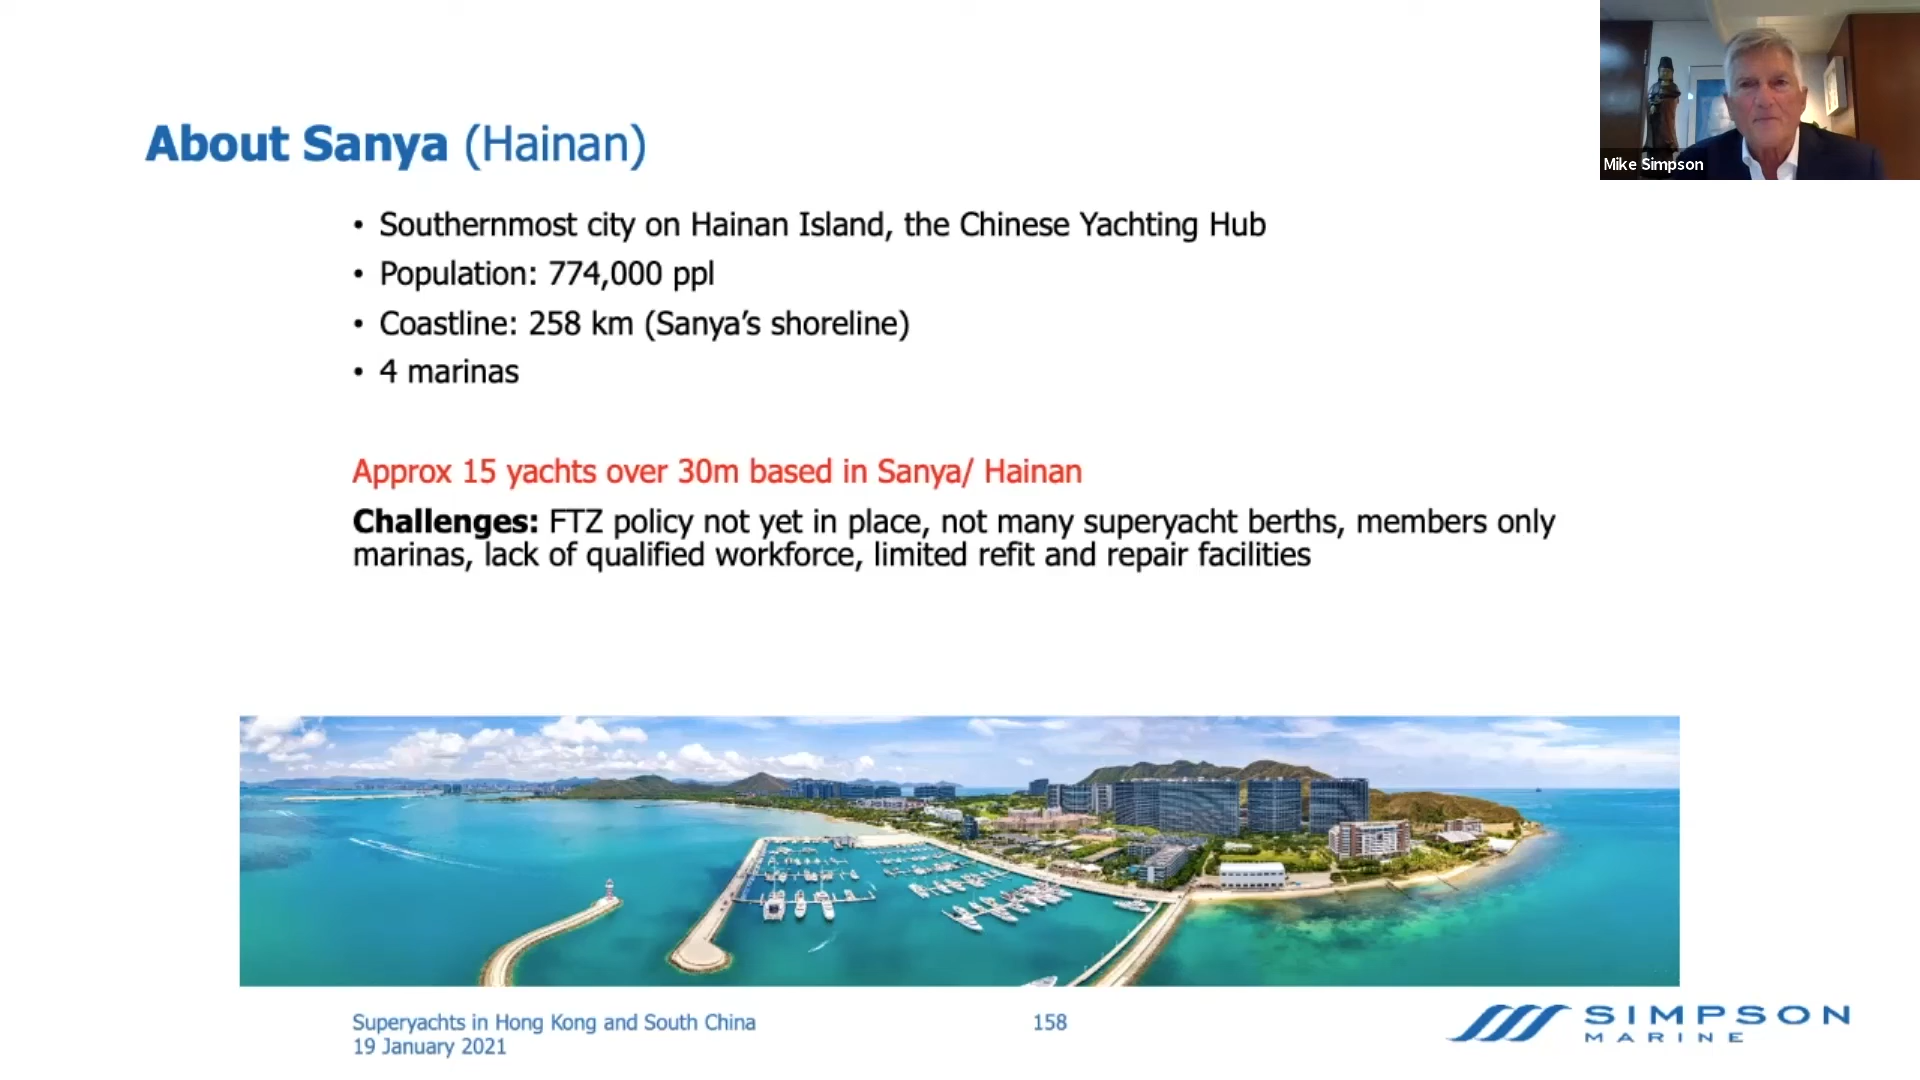 Mike Simpson
About Sanya (Hainan)
• Southernmost city on Hainan Island, the Chinese Yachting Hub
• Population: 774,000 ppl
• Coastline: 258 km (Sanya’s shoreline)
• 4 marinas
Approx 15 yachts over 30m based in Sanya/ Hainan
Challenges: FTZ policy not yet in place, not many superyacht berths, members only
marinas, lack of qualified workforce, limited refit and repair facilities
Superyachts in Hong Kong and South China
19 January 2021
158
SIMPSON
MARINE